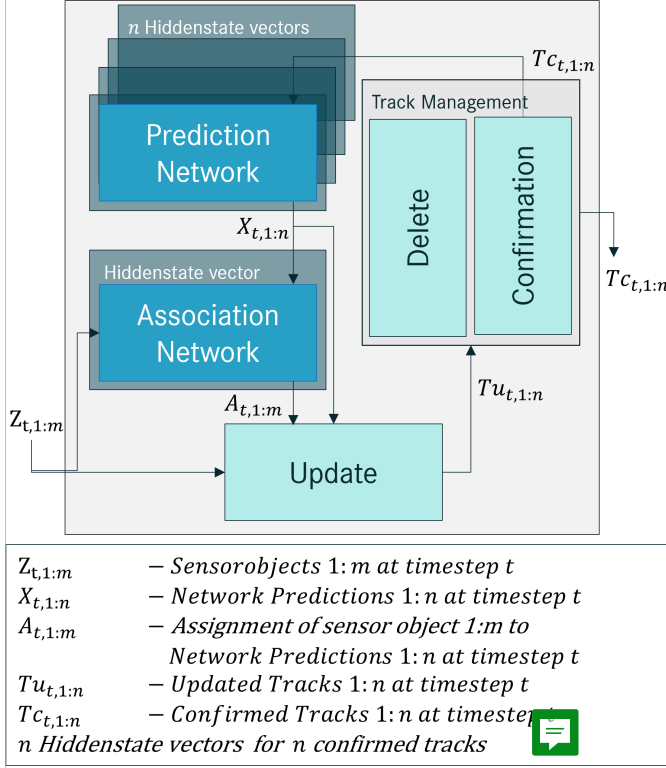 n Hiddenstate vectors
Tc_{t,1:n}
Track Management
Prediction
Network
Delete
Confirmation
X_{t,1:n}
Hiddenstate vector
Tc_{t,1:n}
Association
Network
A_{t,1:m}
Tu_{t,1:n}
Z_{t,1:m}
Update
Z_{t,1:m} – Sensorobjects 1:m at timestep t
X_{t,1:n} – Network Predictions 1:n at timestep t
A_{t,1:m} – Assignment of sensor object 1:m to
Network Predictions 1:n at timestep t
Tu_{t,1:n} – Updated Tracks 1:n at timestep t
Tc_{t,1:n} – Confirmed Tracks 1:n at timestep t
n Hiddenstate vectors for n confirmed tracks